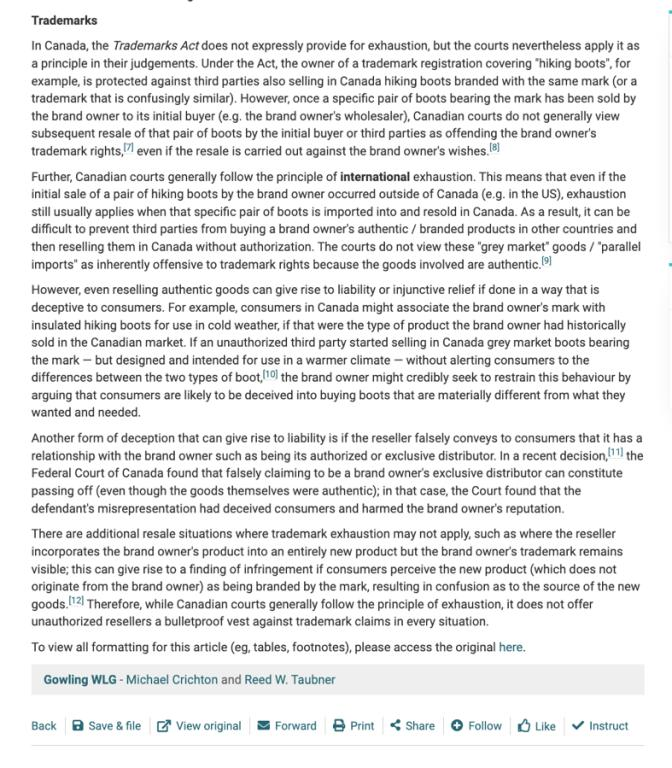 Trademarks
In Canada, the Trademarks Act does not expressly provide for exhaustion, but the courts nevertheless apply it as
a principle in their judgements. Under the Act, the owner of a trademark registration covering "hiking boots", for
example, is protected against third parties also selling in Canada hiking boots branded with the same mark (or a
trademark that is confusingly similar). However, once a specific pair of boots bearing the mark has been sold by
the brand owner to its initial buyer (e.g. the brand owner's wholesaler), Canadian courts do not generally view
subsequent resale of that pair of boots by the initial buyer or third parties as offending the brand owner's
trademark rights,[7] even if the resale is carried out against the brand owner's wishes.[8]
Further, Canadian courts generally follow the principle of international exhaustion. This means that even if the
initial sale of a pair of hiking boots by the brand owner occurred outside of Canada (e.g. in the US), exhaustion
still usually applies when that specific pair of boots is imported into and resold in Canada. As a result, it can be
difficult to prevent third parties from buying a brand owner's authentic / branded products in other countries and
then reselling them in Canada without authorization. The courts do not view these "grey market" goods / "parallel
imports" as inherently offensive to trademark rights because the goods involved are authentic.[9]
However, even reselling authentic goods can give rise to liability or injunctive relief if done in a way that is
deceptive to consumers. For example, consumers in Canada might associate the brand owner's mark with
insulated hiking boots for use in cold weather, if that were the type of product the brand owner had historically
sold in the Canadian market. If an unauthorized third party started selling in Canada grey market boots bearing
the mark — but designed and intended for use in a warmer climate — without alerting consumers to the
differences between the two types of boot,[10] the brand owner might credibly seek to restrain this behaviour by
arguing that consumers are likely to be deceived into buying boots that are materially different from what they
wanted and needed.
Another form of deception that can give rise to liability is if the reseller falsely conveys to consumers that it has a
relationship with the brand owner such as being its authorized or exclusive distributor. In a recent decision,[11] the
Federal Court of Canada found that falsely claiming to be a brand owner's exclusive distributor can constitute
passing off (even though the goods themselves were authentic); in that case, the Court found that the
defendant's misrepresentation had deceived consumers and harmed the brand owner's reputation.
There are additional resale situations where trademark exhaustion may not apply, such as where the reseller
incorporates the brand owner's product into an entirely new product but the brand owner's trademark remains
visible; this can give rise to a finding of infringement if consumers perceive the new product (which does not
originate from the brand owner) as being branded by the mark, resulting in confusion as to the source of the new
goods.[12] Therefore, while Canadian courts generally follow the principle of exhaustion, it does not offer
unauthorized resellers a bulletproof vest against trademark claims in every situation.
To view all formatting for this article (eg, tables, footnotes), please access the original here.
Gowling WLG - Michael Crichton and Reed W. Taubner
Back Save & file View original Forward Print Share Follow Like Instruct